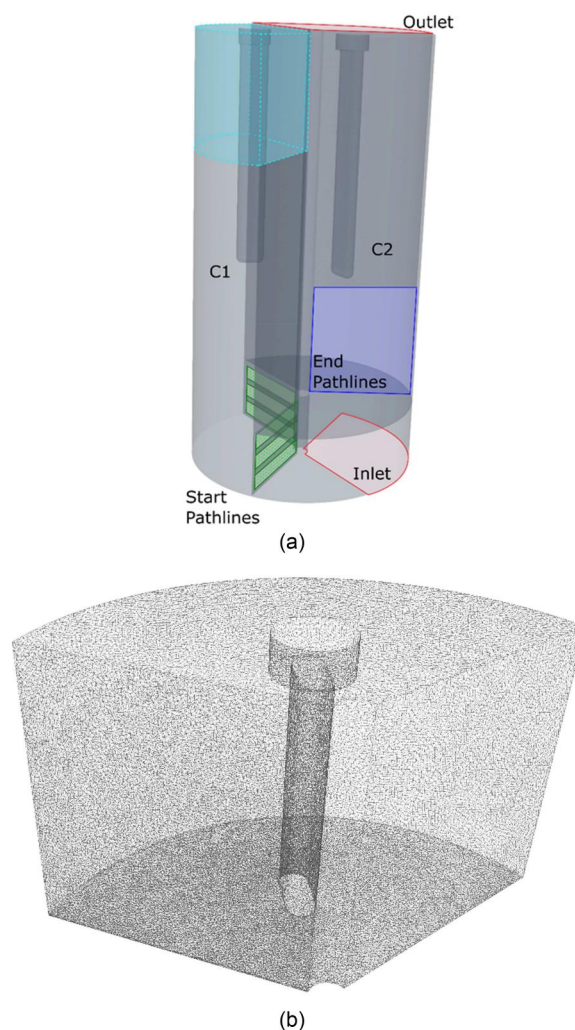 Outlet
C1
C2
End
Pathlines
Inlet
Start
Pathlines
(a)
(b)